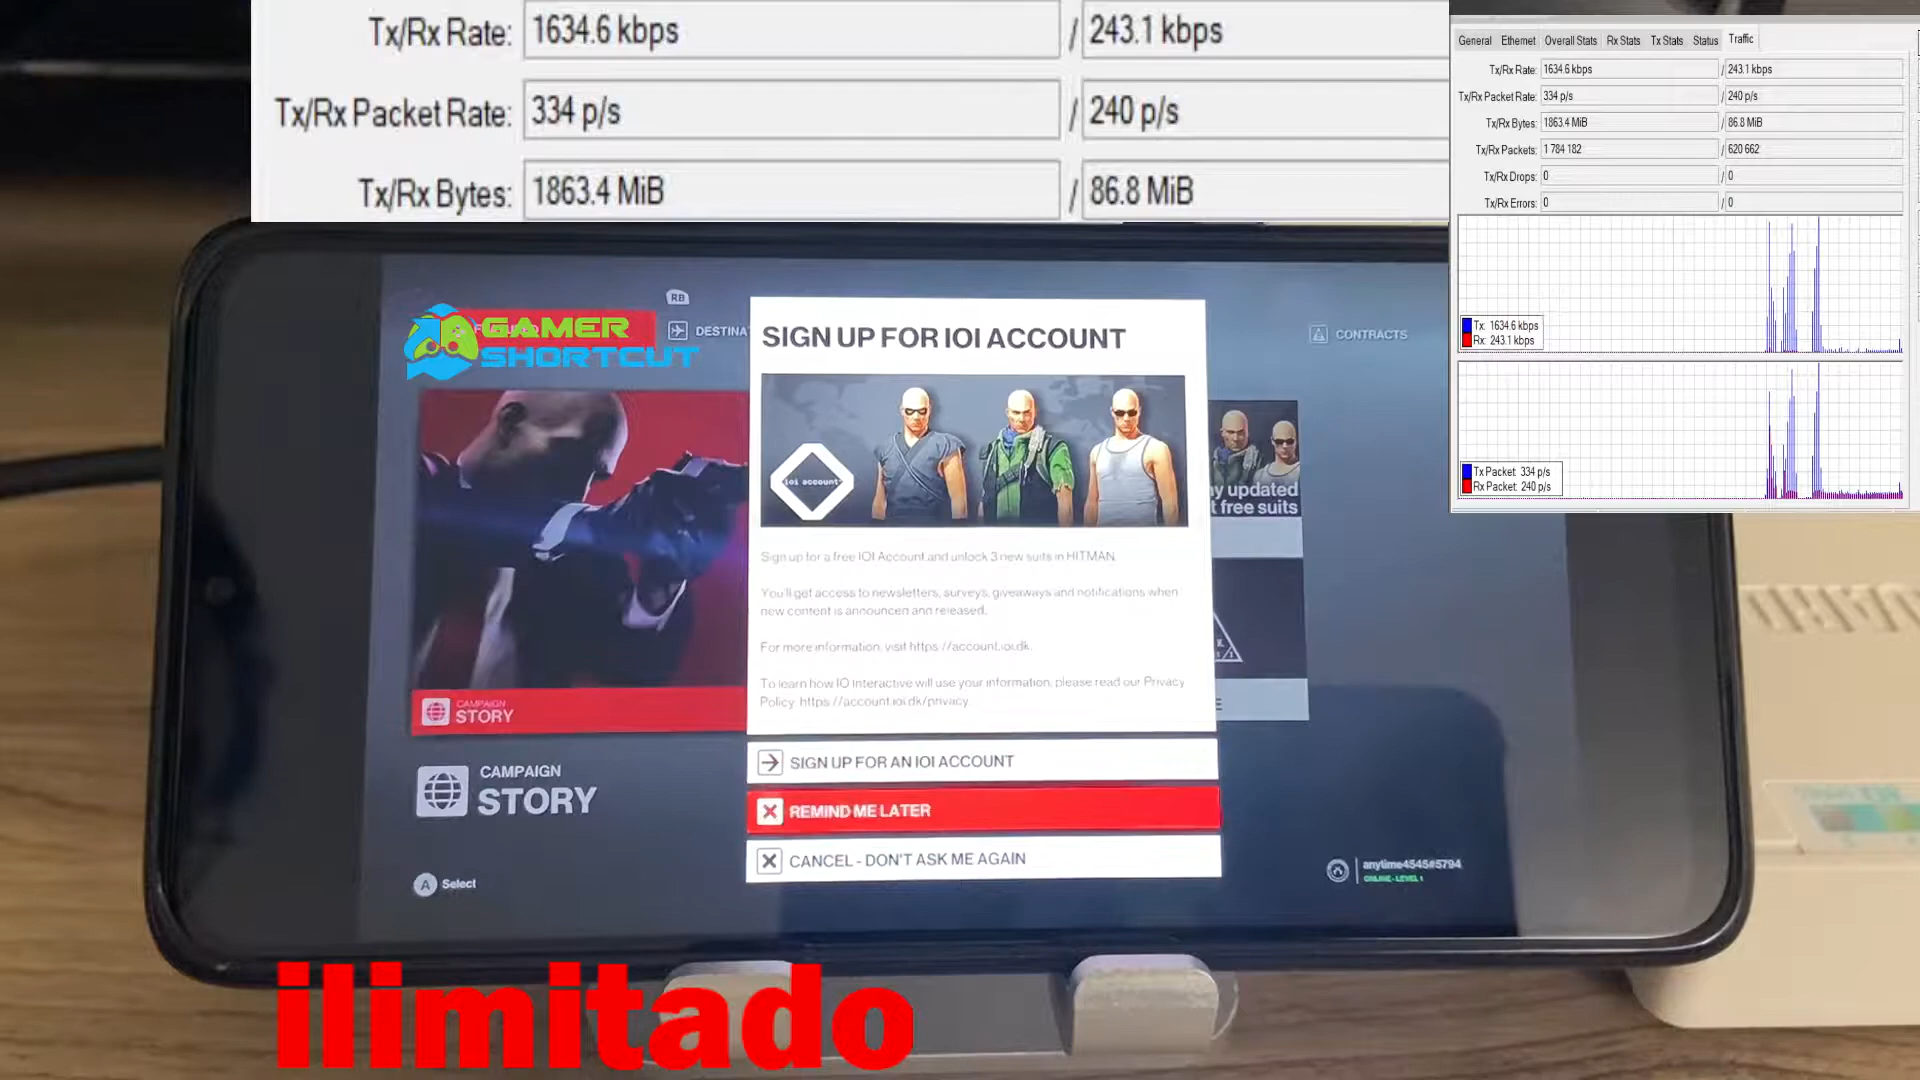 Tx/Rx Rate: 1634.6 kbps / 243.1 kbps
Tx/Rx Packet Rate: 334 p/s / 240 p/s
Tx/Rx Bytes: 1863.4 MiB / 86.8 MiB
General Ethernet Overall Stats Rx Stats Tx Stats Status Traffic
Tx/Rx Rate: 1634.6 kbps / 243.1 kbps
Tx/Rx Packet Rate: 334 p/s / 240 p/s
Tx/Rx Bytes: 1863.4 MiB / 86.8 MiB
Tx/Rx Packets: 1 784 182 / 620 662
Tx/Rx Drops: 0 / 0
Tx/Rx Errors: 0 / 0
Tx: 1634.6 kbps
Rx: 243.1 kbps
Tx Packet: 334 p/s
Rx Packet: 240 p/s
RB
GAMER
SHORTCUT
CONTRACTS
SIGN UP FOR IOI ACCOUNT
ioi account
updated
free suits
Sign up for a free IOI Account and unlock 3 new suits in HITMAN.
You'll get access to newsletters, surveys, giveaways and notifications when
new content is announced and released.
For more information, visit https://account.ioi.dk.
To learn how IO Interactive will use your information, please read our Privacy
Policy: https://account.ioi.dk/privacy.
CAMPAIGN
STORY
SIGN UP FOR AN IOI ACCOUNT
REMIND ME LATER
CANCEL - DON'T ASK ME AGAIN
CAMPAIGN
STORY
A Select
anytime4545#5794
ONLINE - LEVEL 1
ilimitado